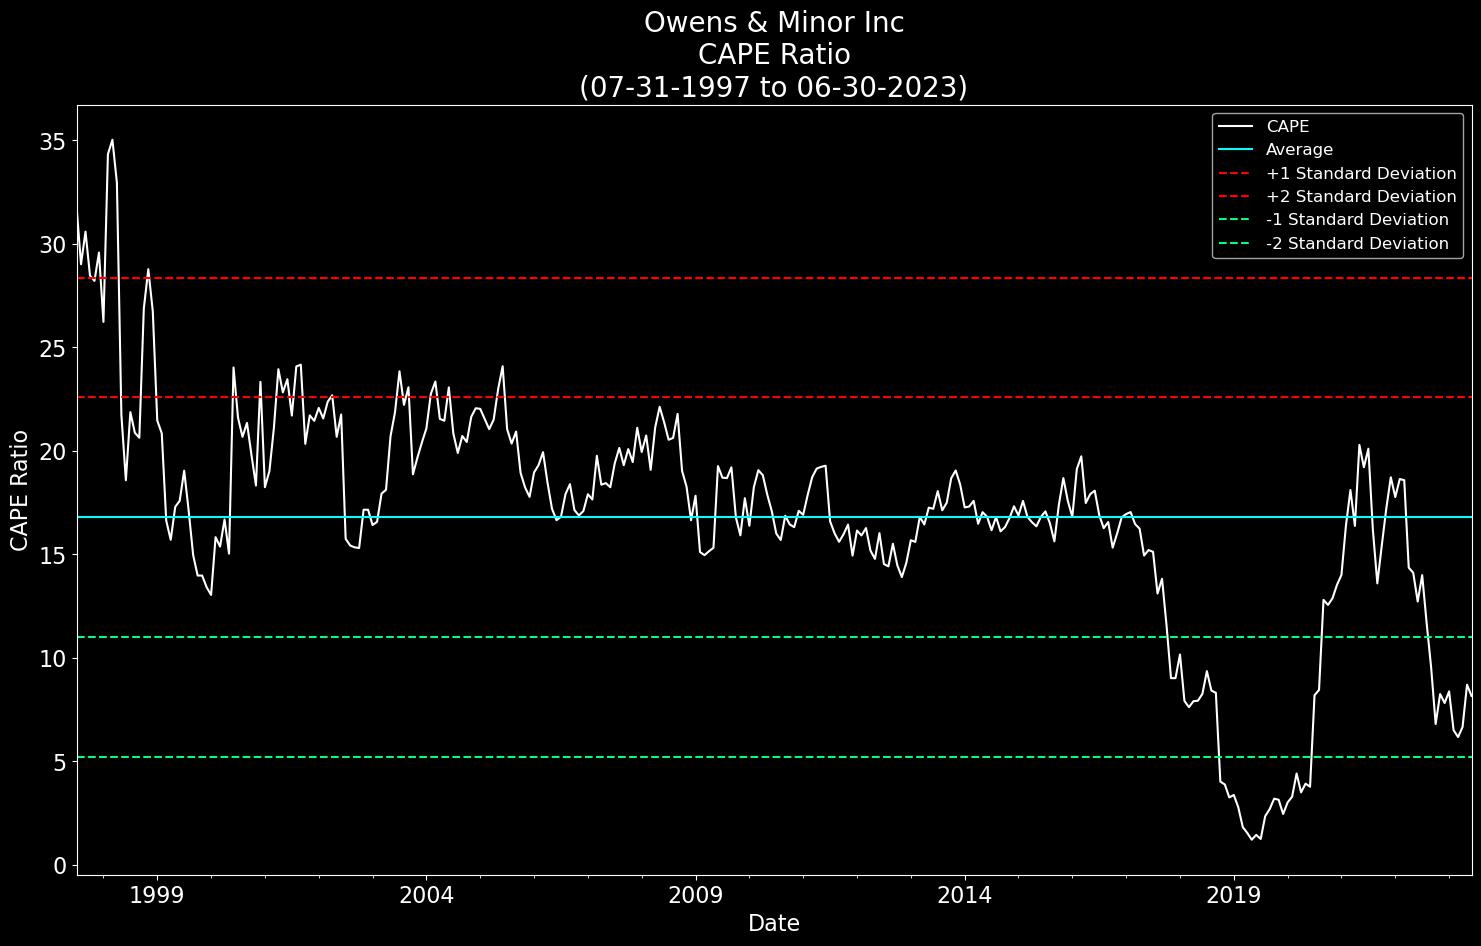 Owens & Minor Inc
CAPE Ratio
(07-31-1997 to 06-30-2023)
CAPE
Average
+1 Standard Deviation
+2 Standard Deviation
-1 Standard Deviation
-2 Standard Deviation
CAPE Ratio
35
30
25
20
15
10
5
0
1999 2004 2009 2014 2019
Date